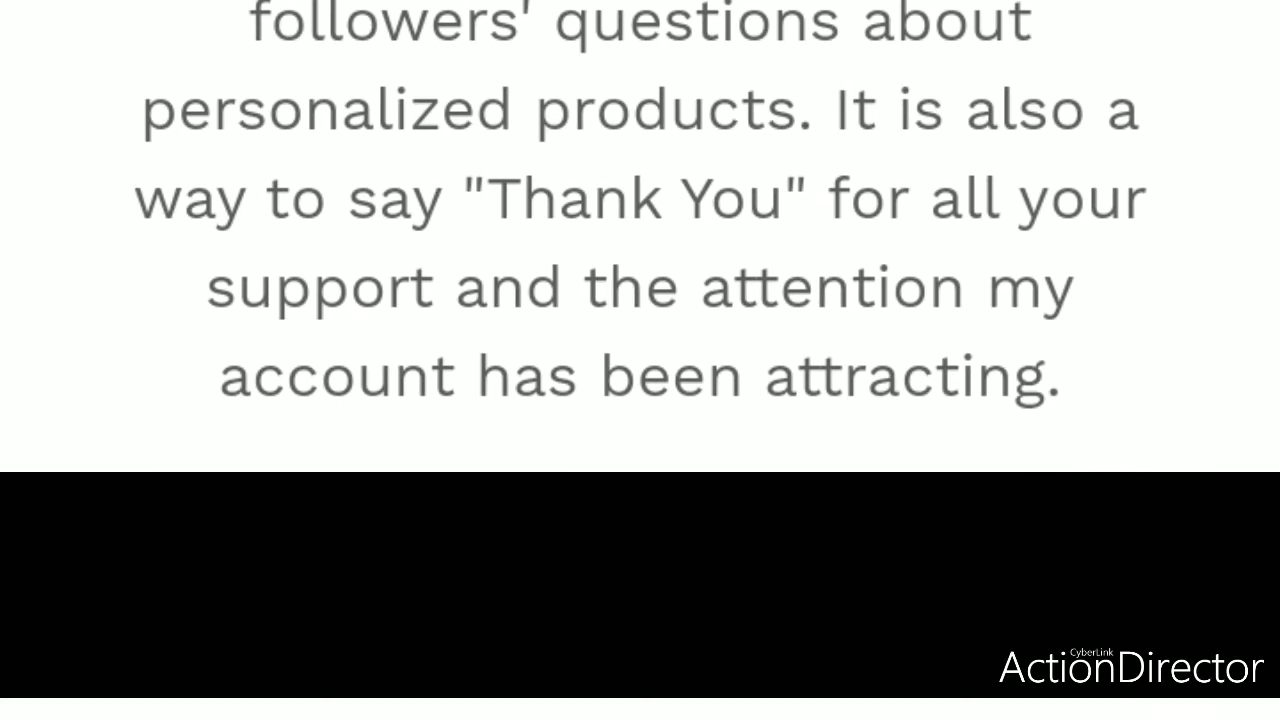 followers' questions about
personalized products. It is also a
way to say "Thank You" for all your
support and the attention my
account has been attracting.
CyberLink
ActionDirector